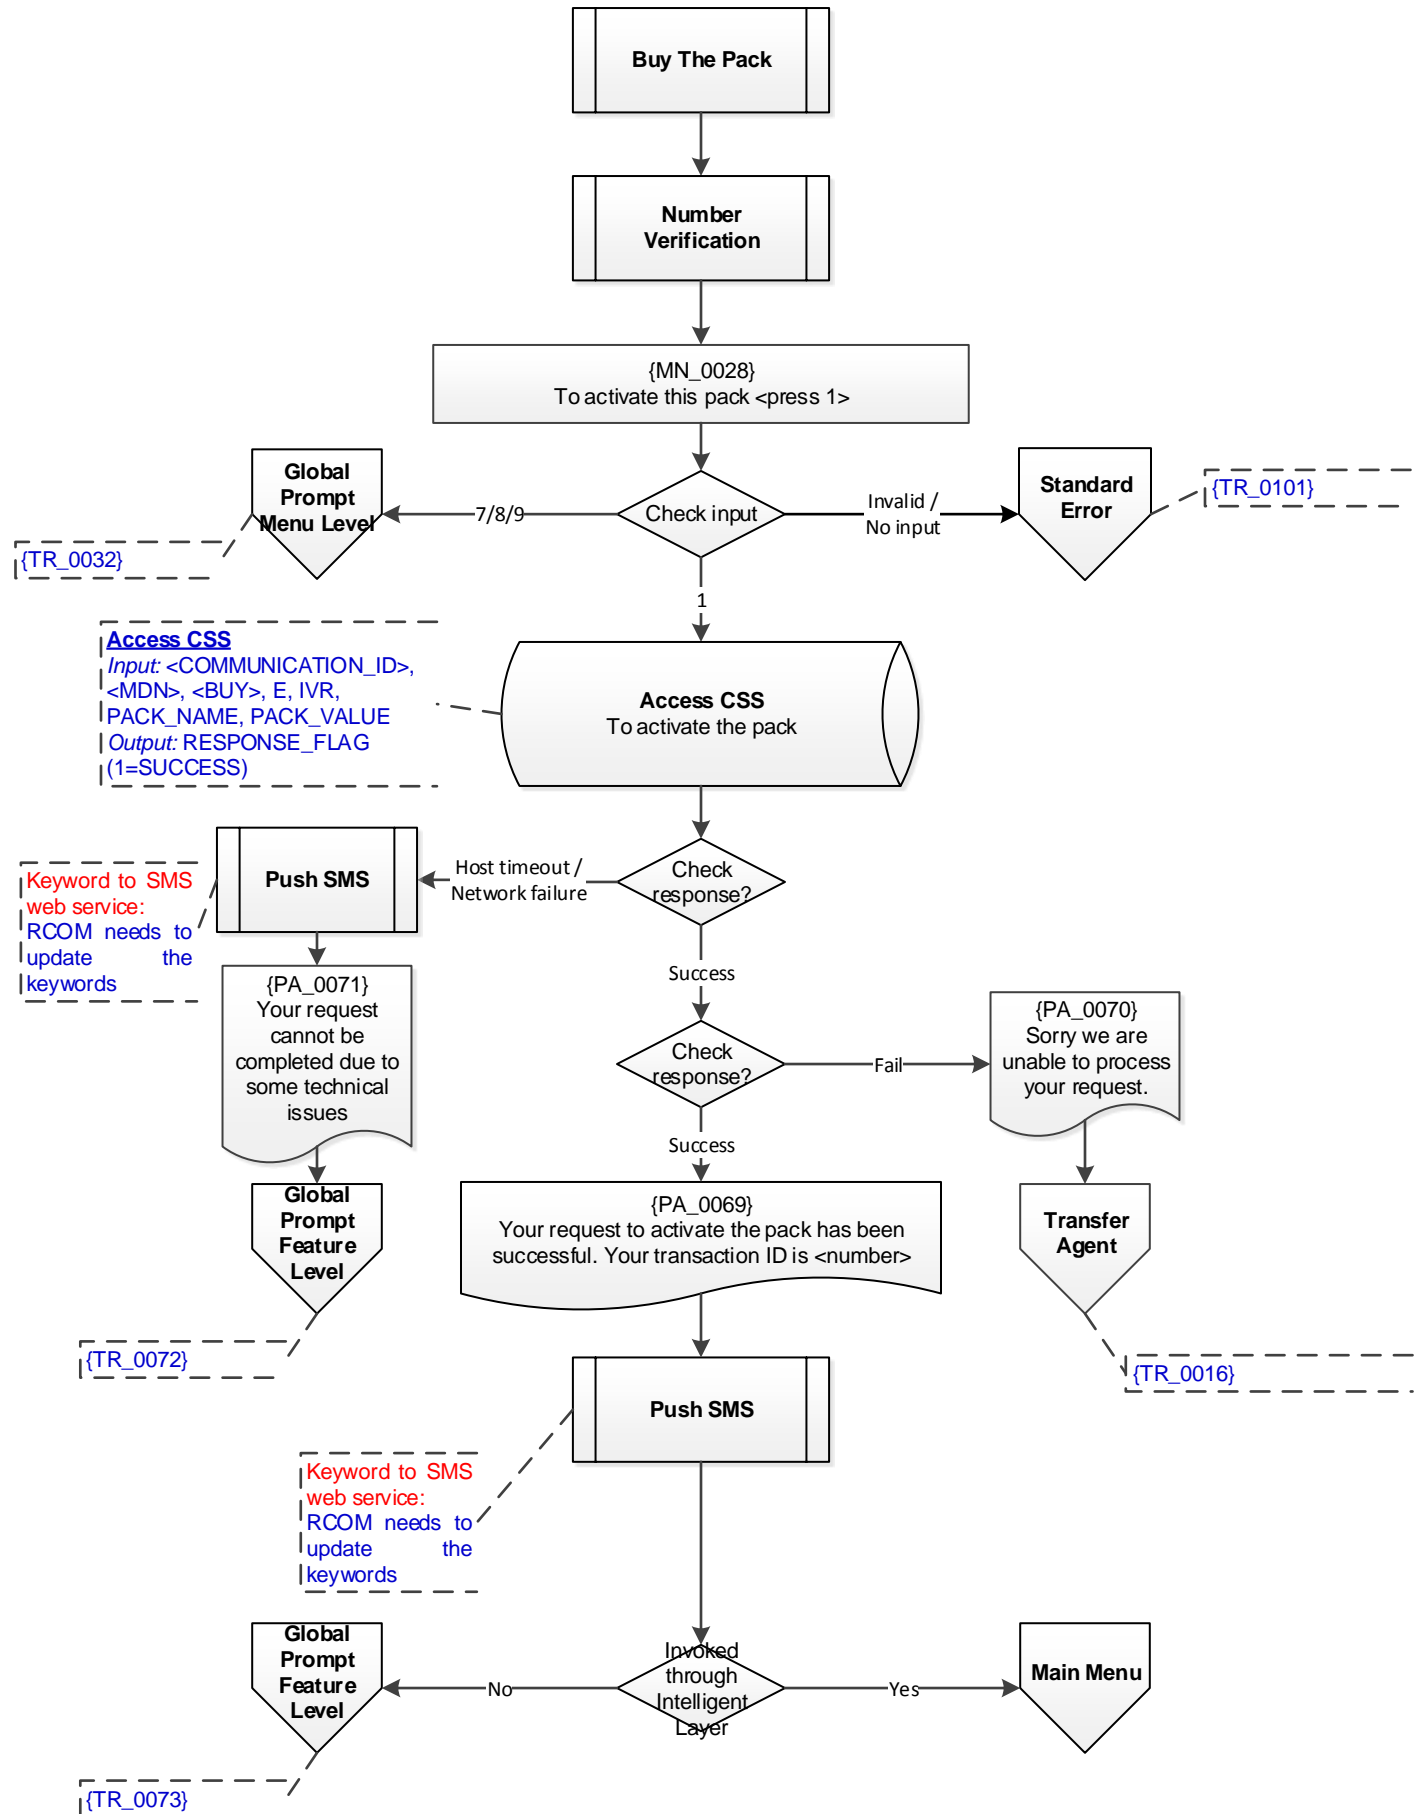 Buy The Pack
Number
Verification
{MN_0028}
To activate this pack <press 1>
Global
Prompt
Menu Level
7/8/9
Check input
Invalid /
No input
Standard
Error
{TR_0101}
{TR_0032}
1
Access CSS
Input: <COMMUNICATION_ID>,
<MDN>, <BUY>, E, IVR,
PACK_NAME, PACK_VALUE
Output: RESPONSE_FLAG
(1=SUCCESS)
Access CSS
To activate the pack
Keyword to SMS
web service:
RCOM needs to
update the
keywords
Push SMS
Host timeout /
Network failure
Check
response?
Success
{PA_0071}
Your request
cannot be
completed due to
some technical
issues
Check
response?
Fail
{PA_0070}
Sorry we are
unable to process
your request.
Success
Global
Prompt
Feature
Level
{PA_0069}
Your request to activate the pack has been
successful. Your transaction ID is <number>
Transfer
Agent
{TR_0072}
{TR_0016}
Push SMS
Keyword to SMS
web service:
RCOM needs to
update the
keywords
Global
Prompt
Feature
Level
No
Invoked
through
Intelligent
Layer
Yes
Main Menu
{TR_0073}